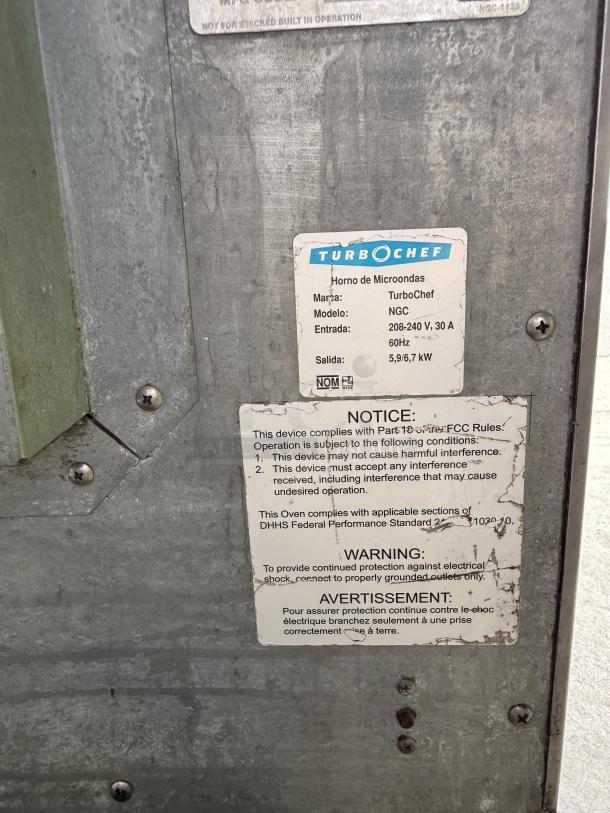 NGC-1133
NOT FOR STACKED BUILT IN OPERATION
TURBOCHEF
Horno de Microondas
Marca: TurboChef
Modelo: NGC
Entrada: 208-240 V, 30 A
60Hz
Salida: 5,9/6,7 kW
NOM
NOTICE:
This device complies with Part 18 of the FCC Rules.
Operation is subject to the following conditions:
1. This device may not cause harmful interference.
2. This device must accept any interference
received, including interference that may cause
undesired operation.
This Oven complies with applicable sections of
DHHS Federal Performance Standard 1030.10.
WARNING:
To provide continued protection against electrical
shock, connect to properly grounded outlets only.
AVERTISSEMENT:
Pour assurer protection continue contre le choc
électrique branchez seulement à une prise
correctement mise à terre.